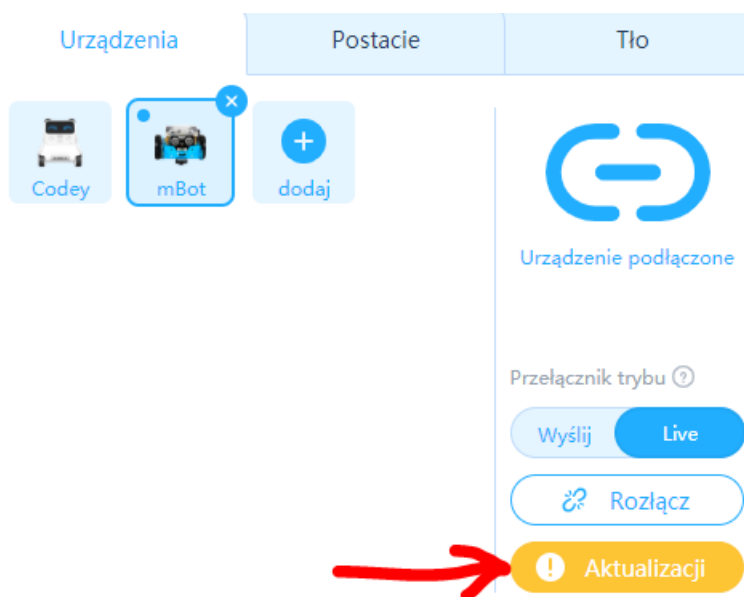 Urządzenia Postacie Tło
Codey mBot dodaj
Urządzenie podłączone
Przełącznik trybu ?
Wyślij Live
Rozłącz
! Aktualizacji